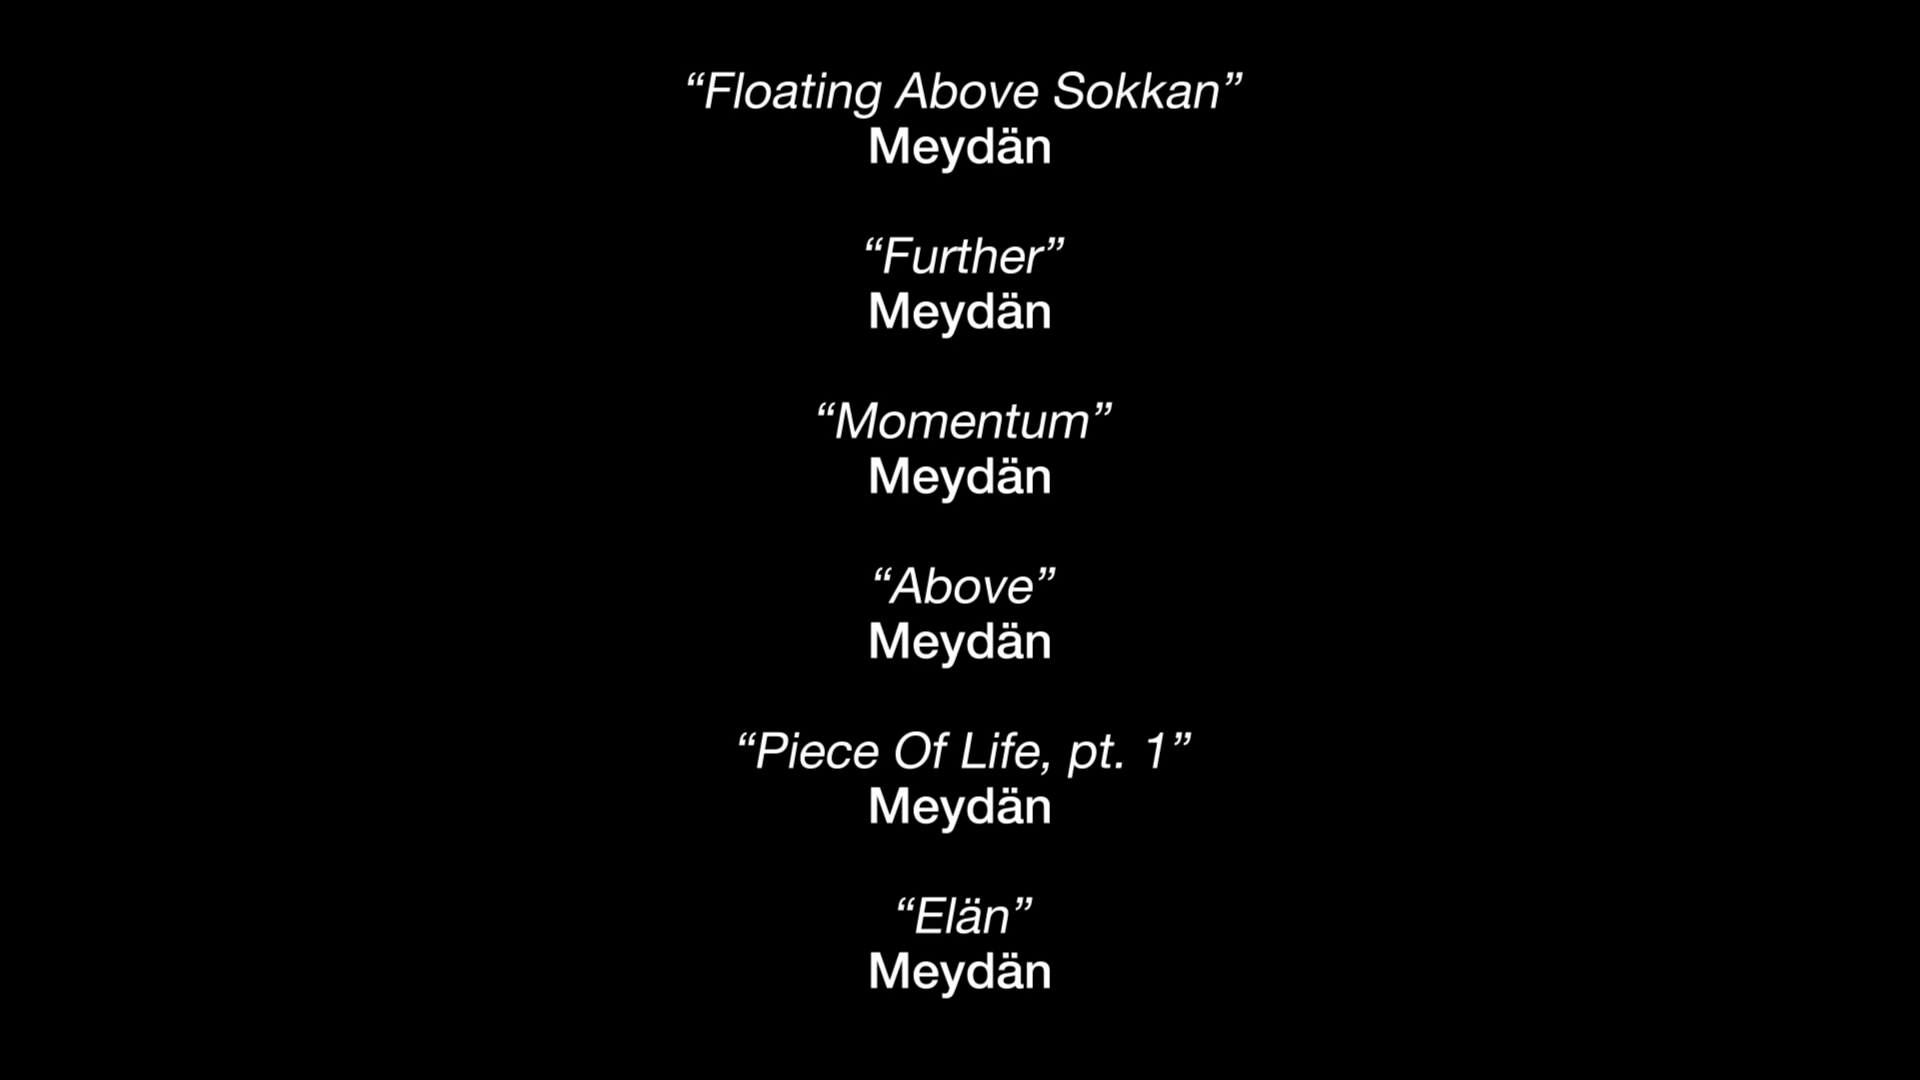 “Floating Above Sokkan”
Meydän
“Further”
Meydän
“Momentum”
Meydän
“Above”
Meydän
“Piece Of Life, pt. 1”
Meydän
“Elän”
Meydän